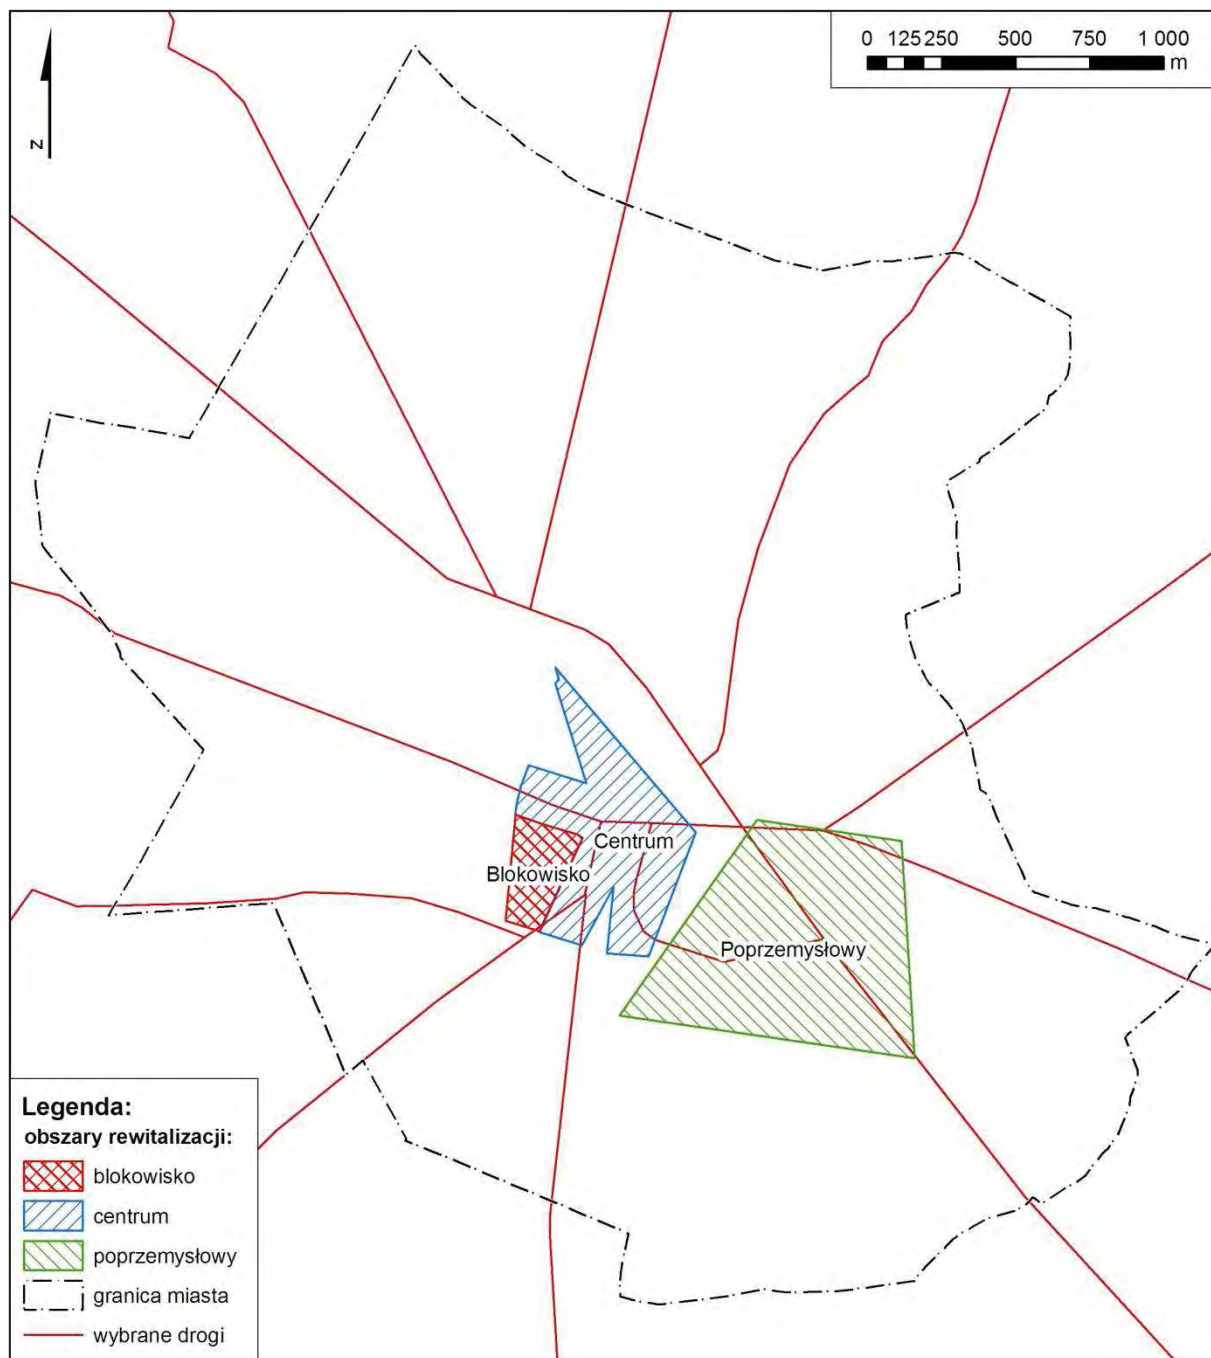 0 125 250 500 750 1 000
m
N
Centrum
Blokowisko
Poprzemysłowy
Legenda:
obszary rewitalizacji:
blokowisko
centrum
poprzemysłowy
granica miasta
wybrane drogi